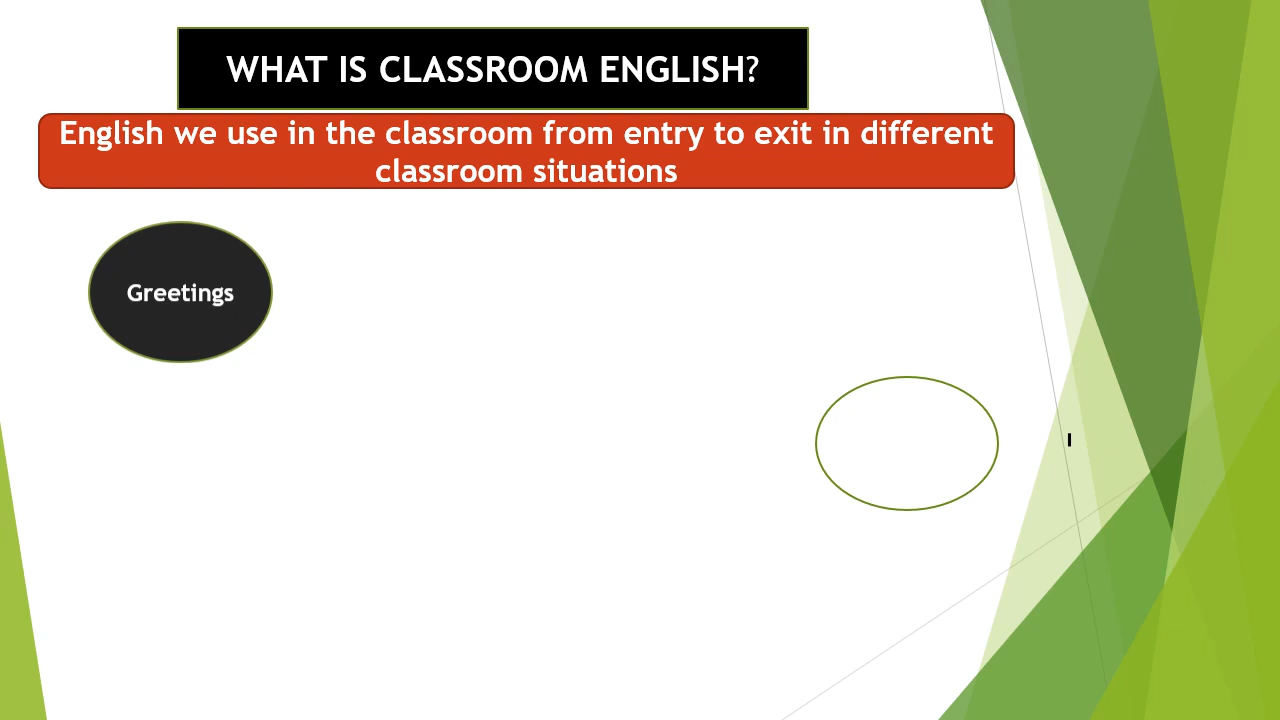 WHAT IS CLASSROOM ENGLISH?
English we use in the classroom from entry to exit in different
classroom situations
Greetings